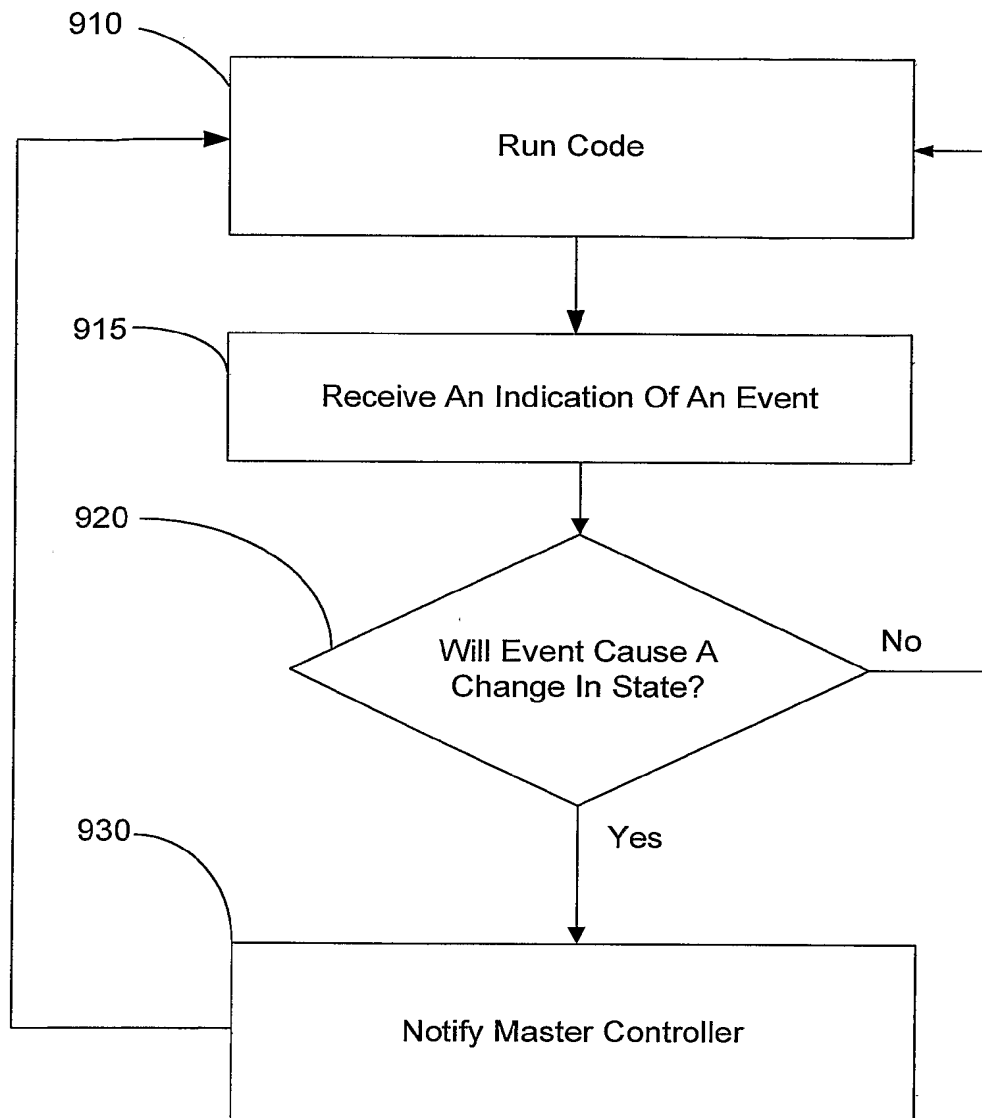 910
Run Code
915
Receive An Indication Of An Event
920
Will Event Cause A
Change In State?
No
Yes
930
Notify Master Controller